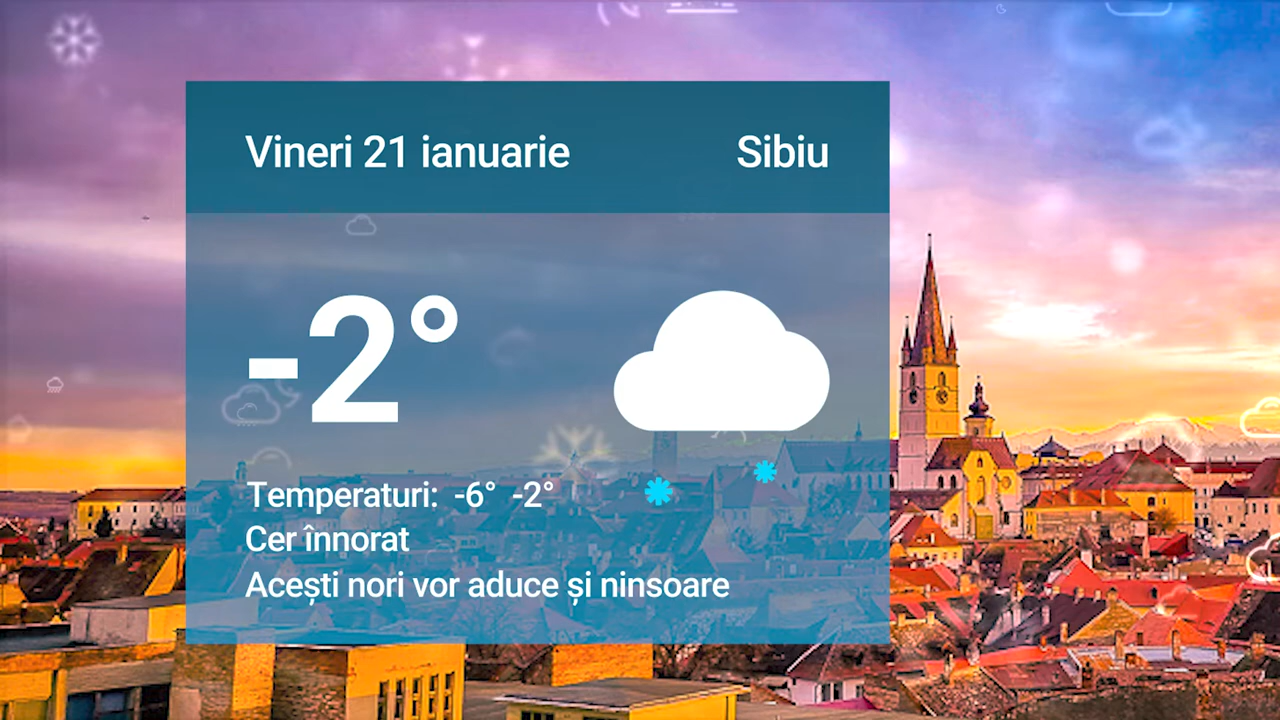 Vineri 21 ianuarie Sibiu
-2°
Temperaturi: -6° -2°
Cer înnorat
Acești nori vor aduce și ninsoare